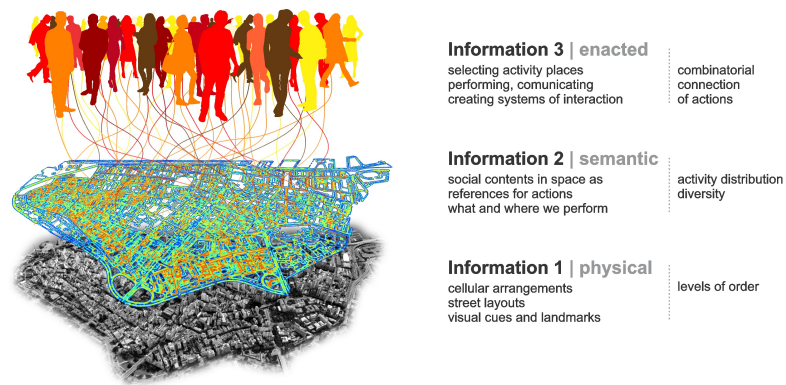 Information 3 | enacted
selecting activity places
performing, comunicating
creating systems of interaction
combinatorial
connection
of actions
Information 2 | semantic
social contents in space as
references for actions
what and where we perform
activity distribution
diversity
Information 1 | physical
cellular arrangements
street layouts
visual cues and landmarks
levels of order